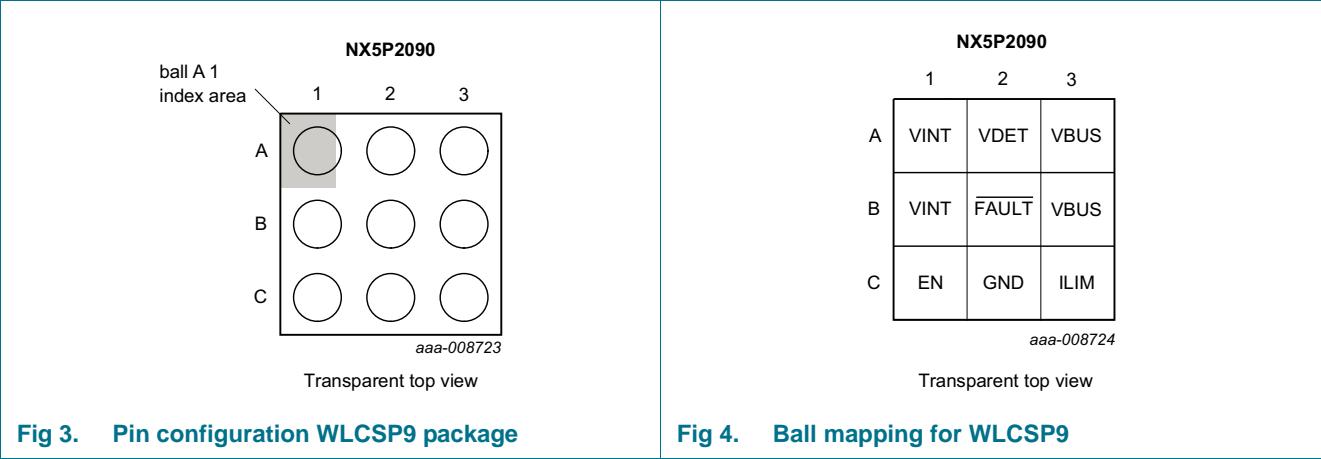 NX5P2090
ball A 1
index area
1 2 3
A
B
C
aaa-008723
Transparent top view
Fig 3. Pin configuration WLCSP9 package
NX5P2090
1 2 3
A VINT VDET VBUS
B VINT F̅A̅U̅L̅T̅ VBUS
C EN GND ILIM
aaa-008724
Transparent top view
Fig 4. Ball mapping for WLCSP9